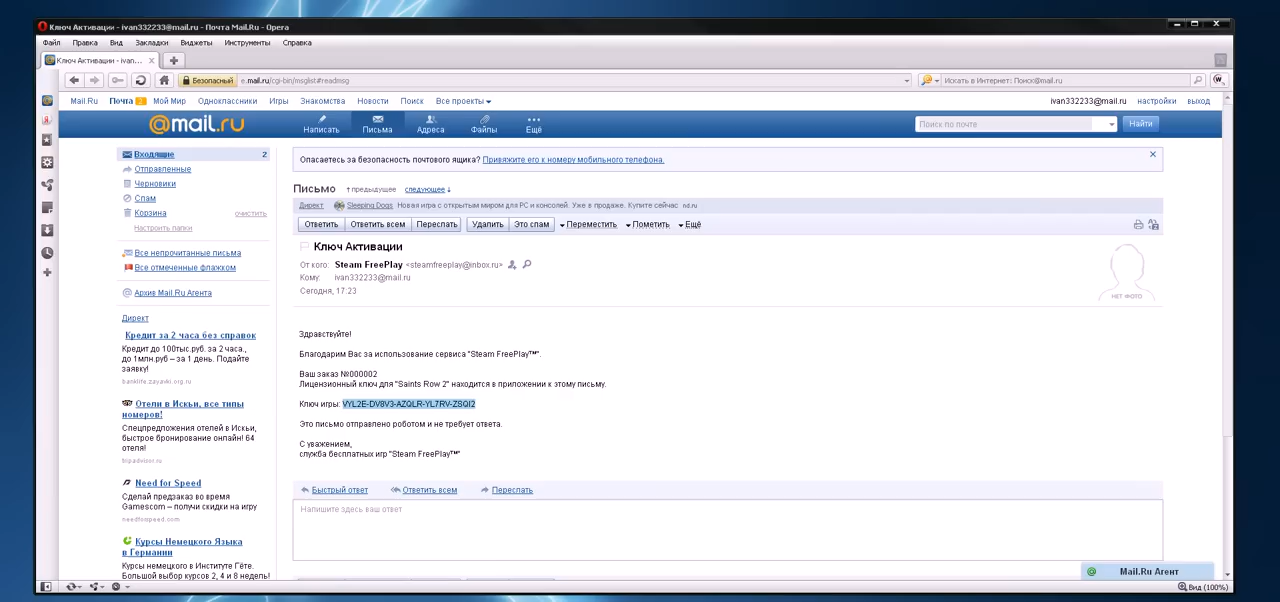 Ключ Активации - ivan332233@mail.ru - Почта Mail.Ru - Opera
Файл Правка Вид Закладки Виджеты Инструменты Справка
Ключ Активации - ivan...
Безопасный e.mail.ru/cgi-bin/msglist#readmsg Искать в Интернет: Поиск@mail.ru
Mail.Ru Почта 2 Мой Мир Одноклассники Игры Знакомства Новости Поиск Все проекты ivan332233@mail.ru настройки выход
@mail.ru Написать Письма Адреса Файлы Ещё Поиск по почте Найти
Входящие 2
Отправленные
Черновики
Спам
Корзина очистить
Настроить папки
Все непрочитанные письма
Все отмеченные флажком
Архив Mail.Ru Агента
Директ
Кредит за 2 часа без справок
Кредит до 100тыс.руб. за 2 часа.,
до 1млн.руб – за 1 день. Подайте
заявку!
banklife.zayavki.org.ru
Отели в Искьи, все типы
номеров!
Спецпредложения отелей в Искьи,
быстрое бронирование онлайн! 64
отеля!
tripadvisor.ru
Need for Speed
Сделай предзаказ во время
Gamescom – получи скидки на игру
needforspeed.com
Курсы Немецкого Языка
в Германии
Курсы немецкого в Институте Гёте.
Большой выбор курсов 2, 4 и 8 недель!
Опасаетесь за безопасность почтового ящика? Привяжите его к номеру мобильного телефона.
Письмо ↑ предыдущее следующее ↓
Директ Sleeping Dogs Новая игра с открытым миром для PC и консолей. Уже в продаже. Купите сейчас nd.ru
Ответить Ответить всем Переслать Удалить Это спам Переместить Пометить Ещё
Ключ Активации
От кого: Steam FreePlay <steamfreeplay@inbox.ru>
Кому: ivan332233@mail.ru
Сегодня, 17:23
НЕТ ФОТО
Здравствуйте!
Благодарим Вас за использование сервиса "Steam FreePlay™".
Ваш заказ №000002
Лицензионный ключ для "Saints Row 2" находится в приложении к этому письму.
Ключ игры: VYL2E-DV8V3-AZQLR-YL7RV-ZSQI2
Это письмо отправлено роботом и не требует ответа.
С уважением,
служба бесплатных игр "Steam FreePlay™"
Быстрый ответ Ответить всем Переслать
Напишите здесь ваш ответ
Mail.Ru Агент
Вид (100%)